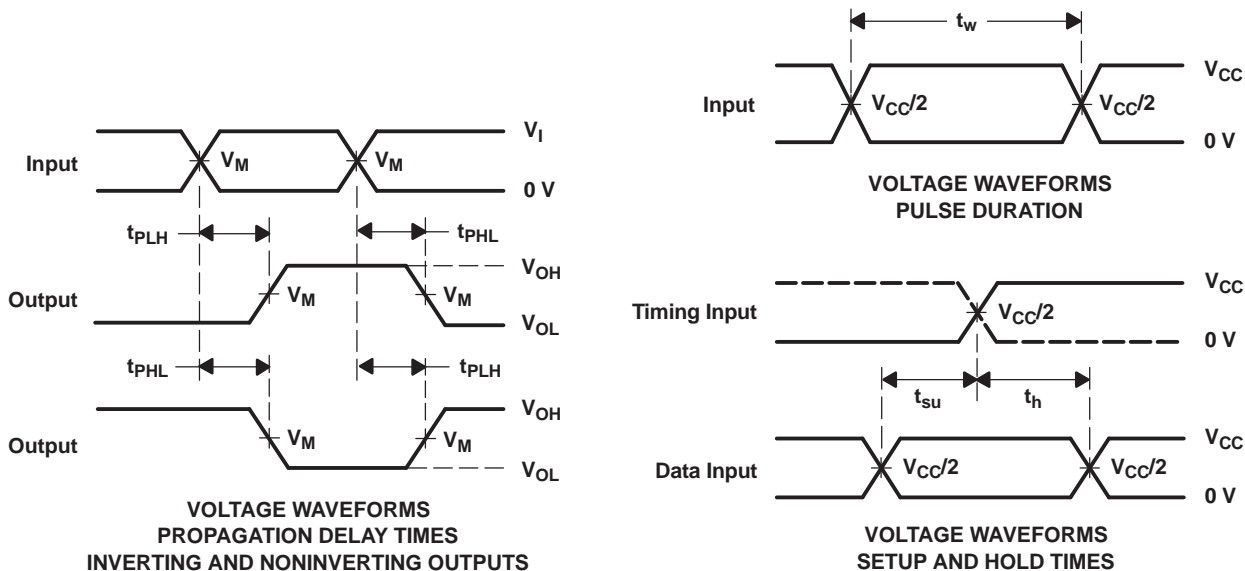 Input
V_M
V_M
V_I
0 V
t_PLH
t_PHL
Output
V_M
V_M
V_OH
V_OL
t_PHL
t_PLH
Output
V_M
V_M
V_OH
V_OL
VOLTAGE WAVEFORMS
PROPAGATION DELAY TIMES
INVERTING AND NONINVERTING OUTPUTS
t_w
Input
V_CC/2
V_CC/2
V_CC
0 V
VOLTAGE WAVEFORMS
PULSE DURATION
Timing Input
V_CC/2
V_CC
0 V
t_su
t_h
Data Input
V_CC/2
V_CC/2
V_CC
0 V
VOLTAGE WAVEFORMS
SETUP AND HOLD TIMES